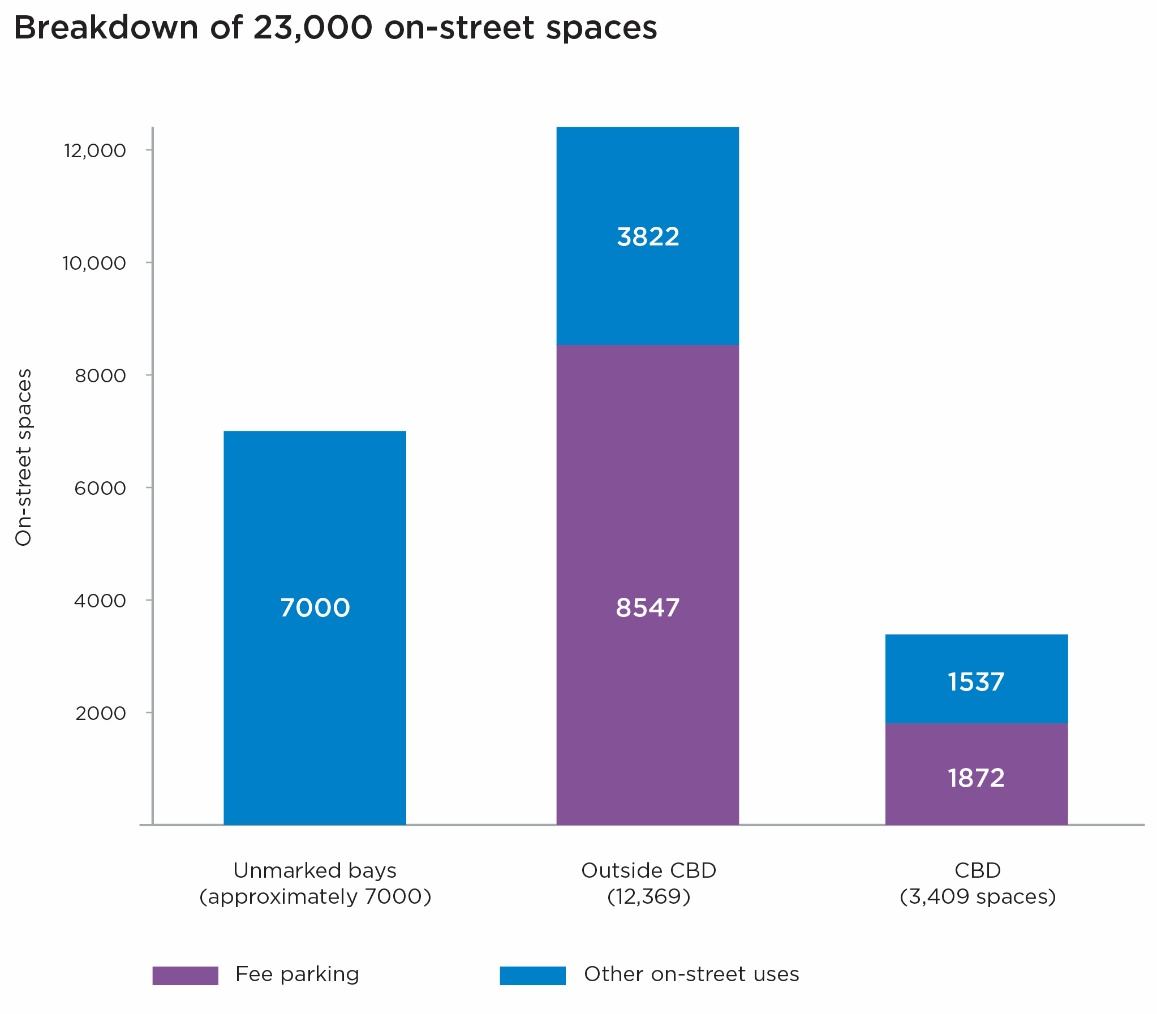 Breakdown of 23,000 on-street spaces
On-street spaces
12,000
10,000
8000
6000
4000
2000
7000
3822
8547
1537
1872
Unmarked bays
(approximately 7000)
Outside CBD
(12,369)
CBD
(3,409 spaces)
Fee parking
Other on-street uses